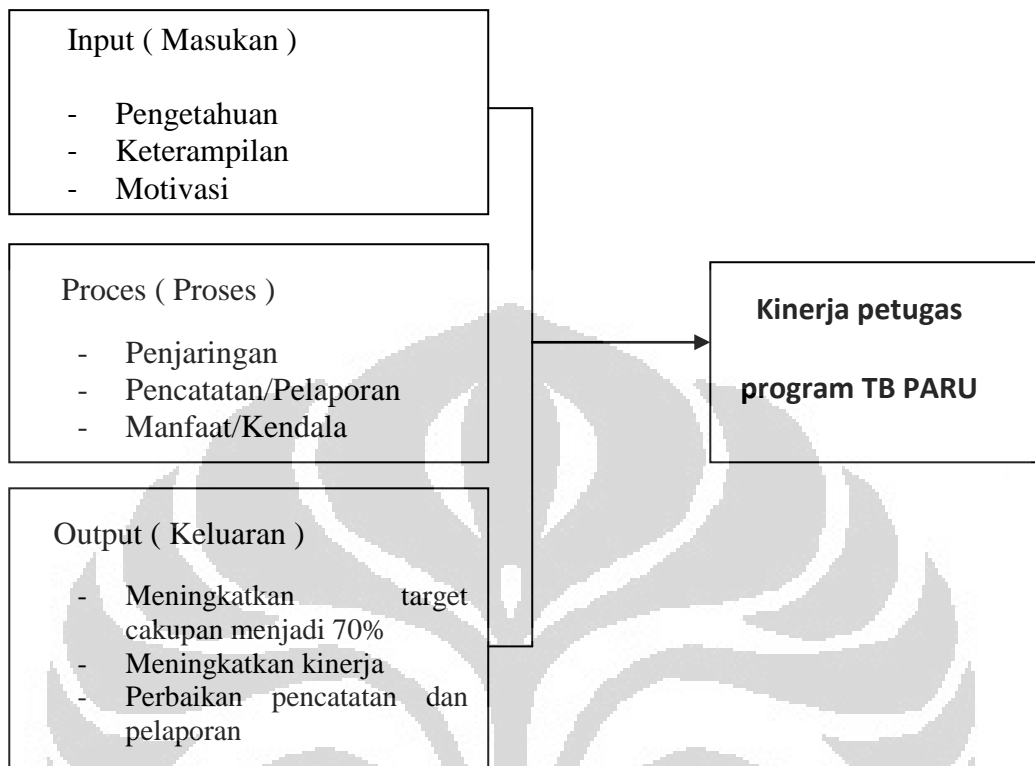 Input ( Masukan )
- Pengetahuan
- Keterampilan
- Motivasi
Proces ( Proses )
- Penjaringan
- Pencatatan/Pelaporan
- Manfaat/Kendala
Output ( Keluaran )
- Meningkatkan target
cakupan menjadi 70%
- Meningkatkan kinerja
- Perbaikan pencatatan dan
pelaporan
Kinerja petugas
program TB PARU